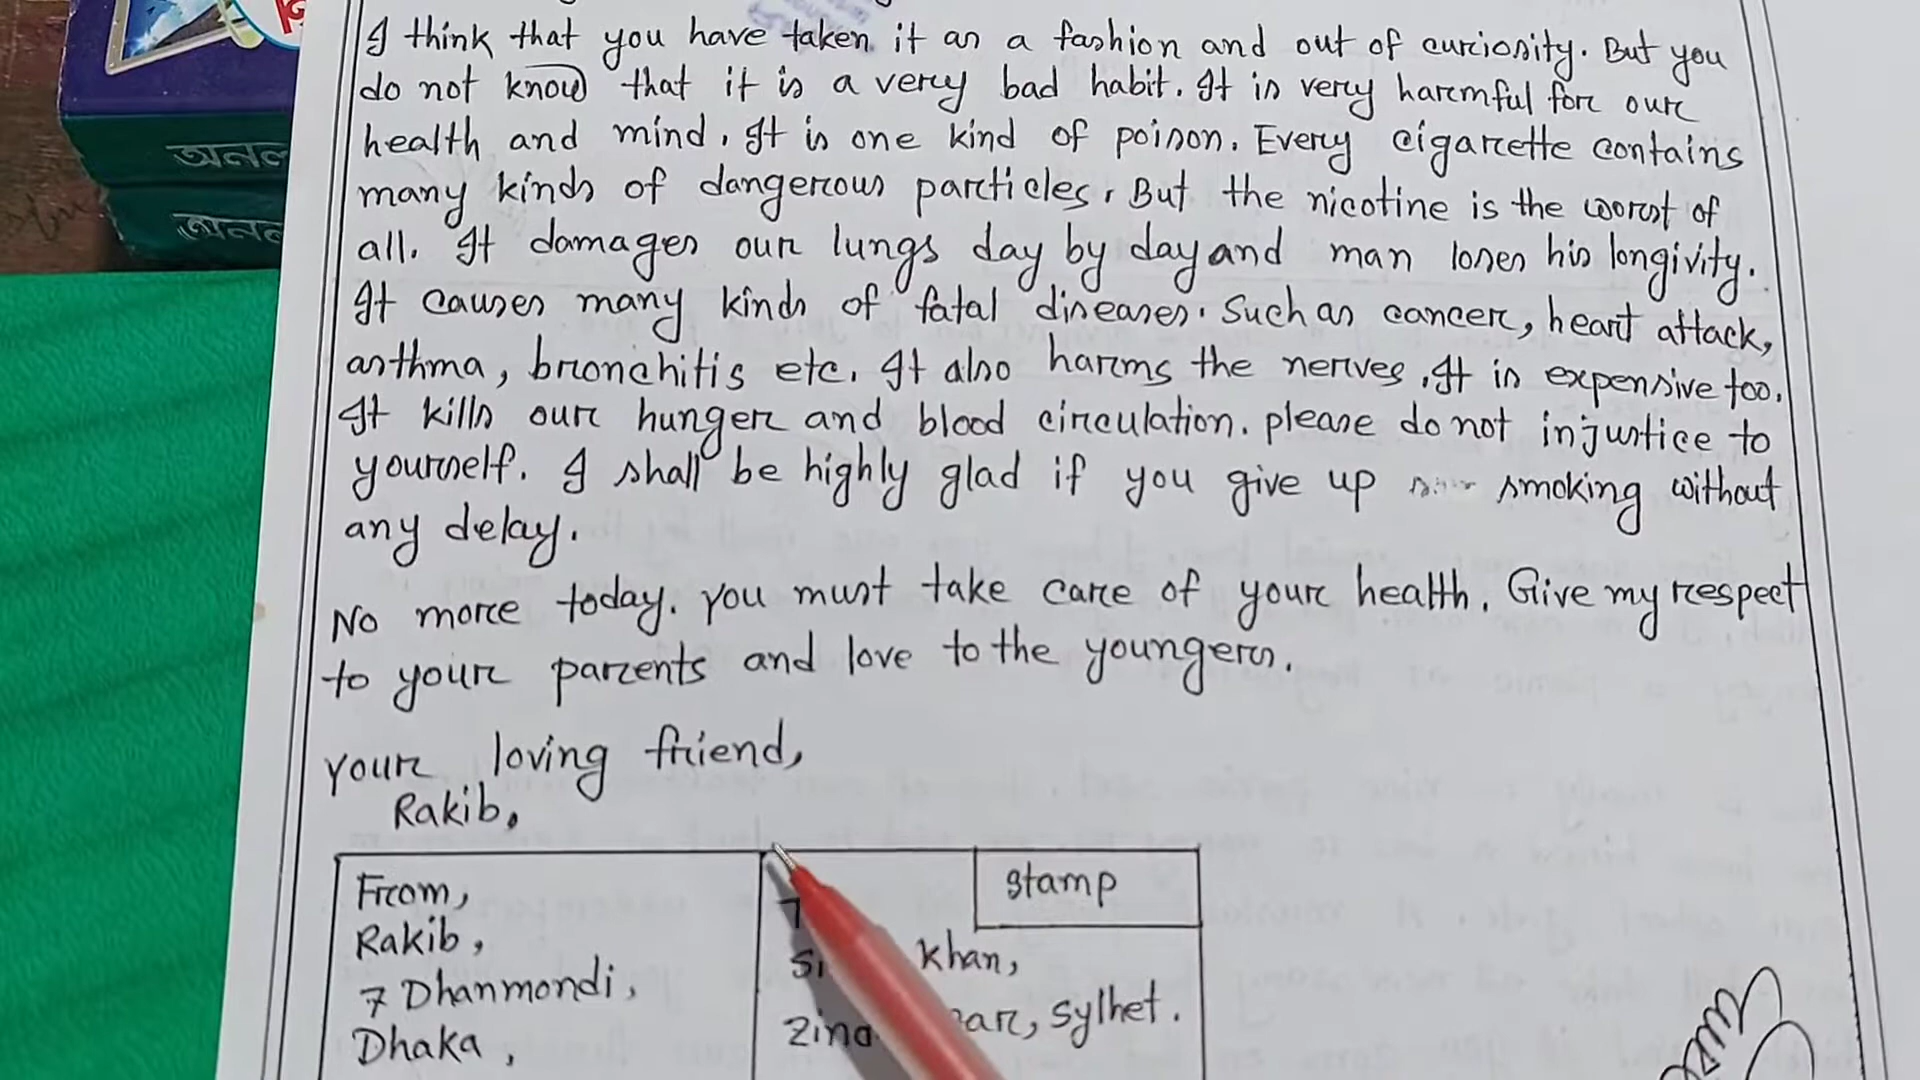 অনন
অনন
I think that you have taken it as a fashion and out of curiosity. But you
do not know that it is a very bad habit. It is very harmful for our
health and mind. It is one kind of poison. Every cigarette contains
many kinds of dangerous particles. But the nicotine is the worst of
all. It damages our lungs day by day and man loses his longivity.
It causes many kinds of fatal diseases. Such as cancer, heart attack,
asthma, bronchitis etc. It also harms the nerves. It is expensive too.
It kills our hunger and blood circulation. please do not injustice to
yourself. I shall be highly glad if you give up smoking without
any delay.
No more today. you must take care of your health. Give my respect
to your parents and love to the youngers.
your loving friend,
Rakib,
From,
Rakib,
7 Dhanmondi,
Dhaka,
stamp
khan,
sylhet.